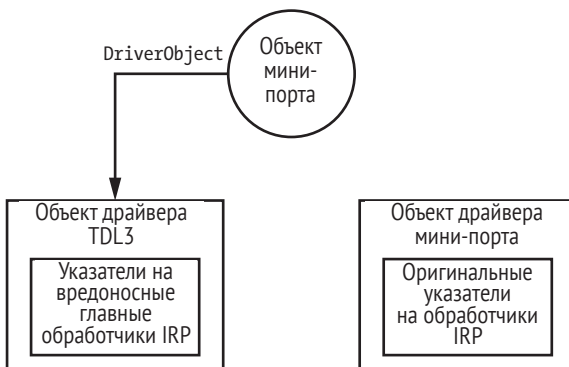 DriverObject
Объект
мини-
порта
Объект драйвера
TDL3
Указатели на
вредоносные
главные
обработчики IRP
Объект драйвера
мини-порта
Оригинальные
указатели
на обработчики
IRP